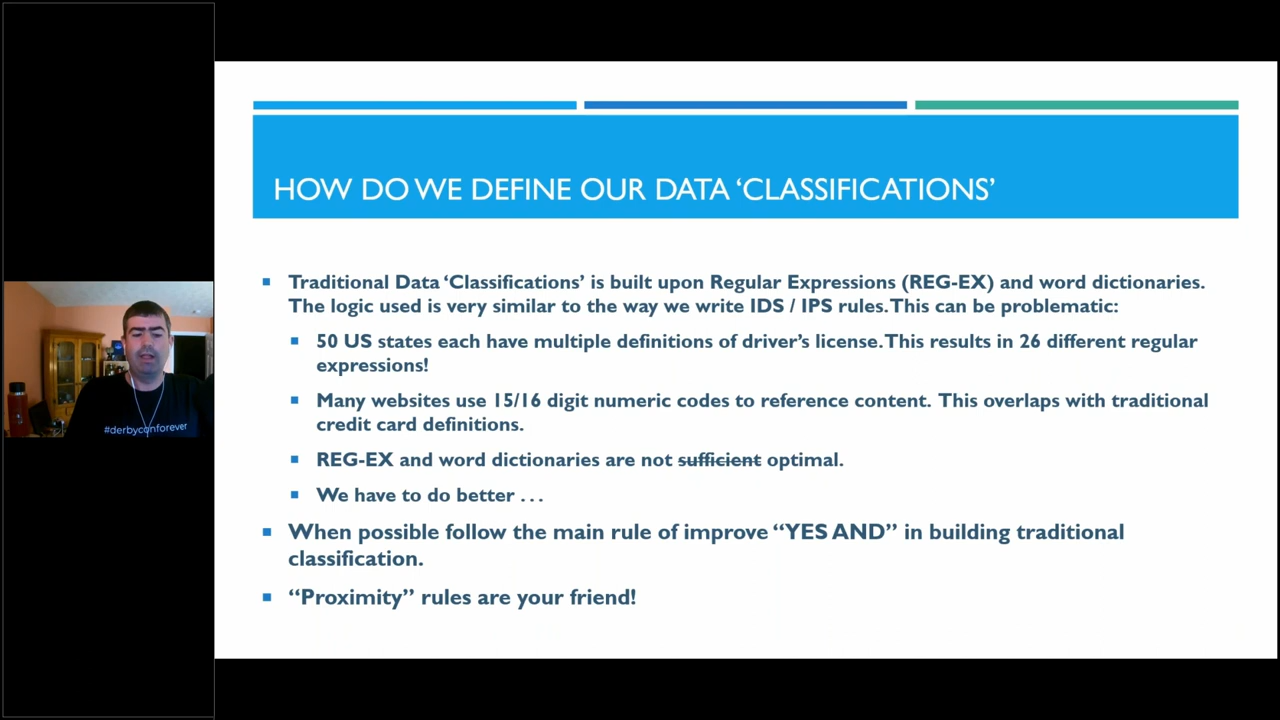 HOW DO WE DEFINE OUR DATA ‘CLASSIFICATIONS’
Traditional Data ‘Classifications’ is built upon Regular Expressions (REG-EX) and word dictionaries.
The logic used is very similar to the way we write IDS / IPS rules. This can be problematic:
50 US states each have multiple definitions of driver’s license. This results in 26 different regular
expressions!
Many websites use 15/16 digit numeric codes to reference content. This overlaps with traditional
credit card definitions.
REG-EX and word dictionaries are not sufficient optimal.
We have to do better . . .
When possible follow the main rule of improve “YES AND” in building traditional
classification.
“Proximity” rules are your friend!
#derbyconforever